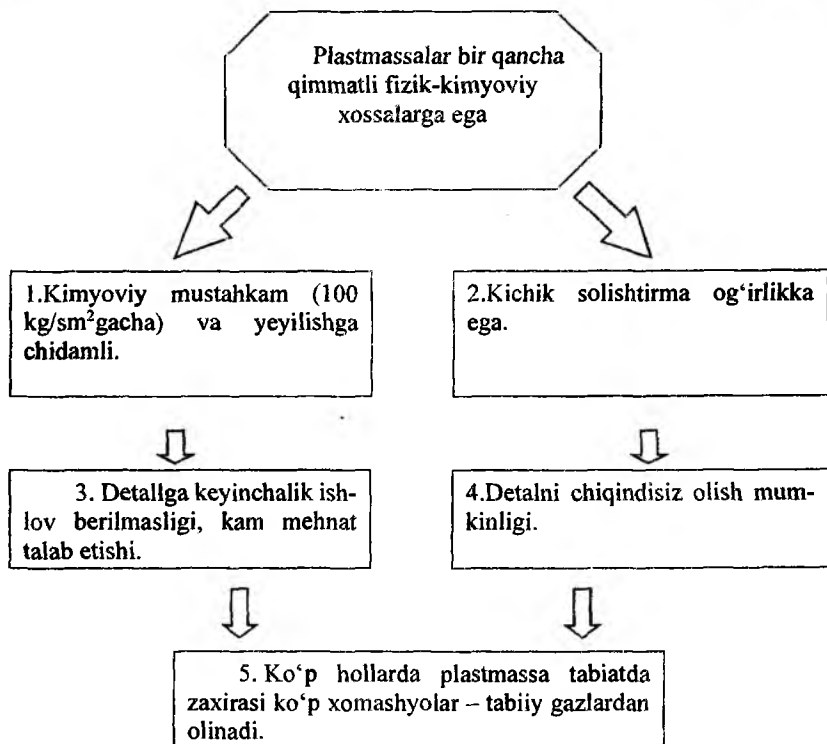 Plastmassalar bir qancha
qimmatli fizik-kimyoviy
xossalarga ega
1.Kimyoviy mustahkam (100
kg/sm²gacha) va yeyilishga
chidamli.
2.Kichik solishtirma og‘irlikka
ega.
3. Detallga keyinchalik ish-
lov berilmasligi, kam mehnat
talab etishi.
4.Detalni chiqindisiz olish mum-
kinligi.
5. Ko‘p hollarda plastmassa tabiatda
zaxirasi ko‘p xomashyolar – tabiiy gazlardan
olinadi.